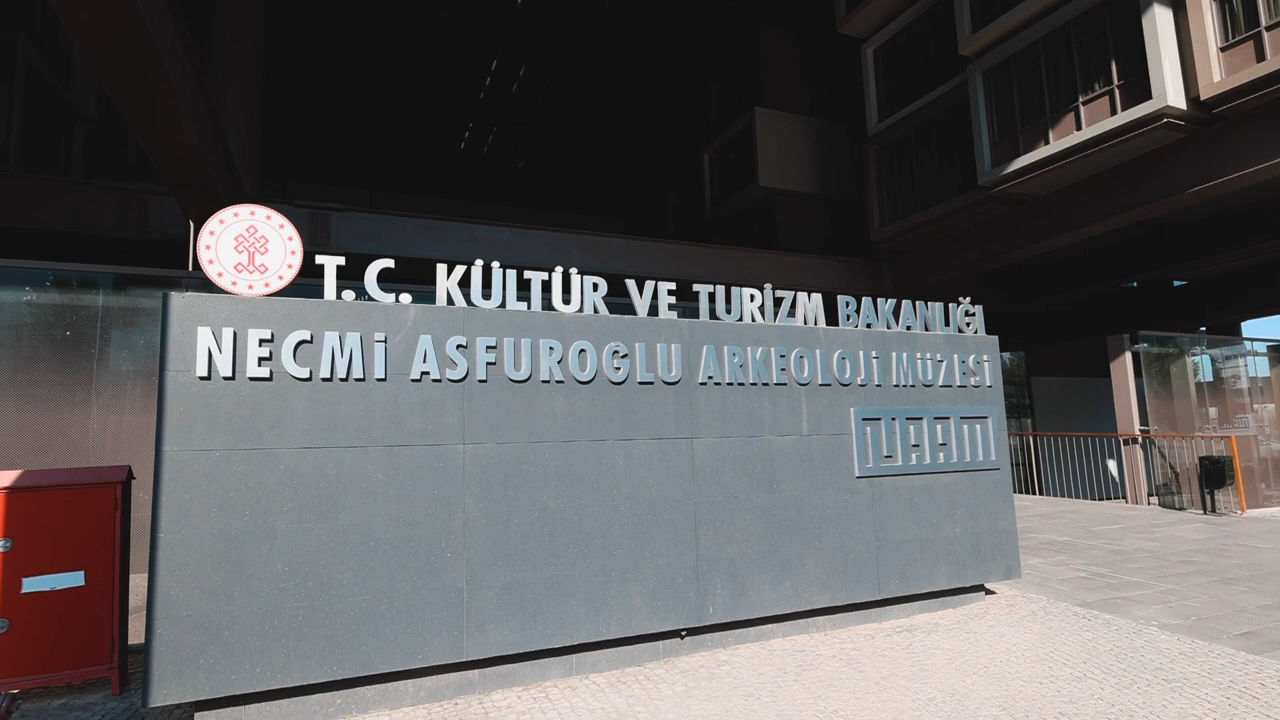 T.C. KÜLTÜR VE TURİZM BAKANLIĞI
NECMİ ASFUROĞLU ARKEOLOJİ MÜZESİ
NAAM